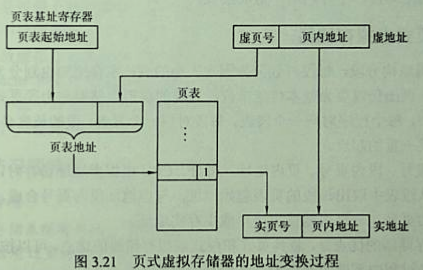 页表基址寄存器
页表起始地址
虚页号 页内地址 虚地址
页表
⋮
页表地址
1
实页号 页内地址 实地址
图 3.21 页式虚拟存储器的地址变换过程